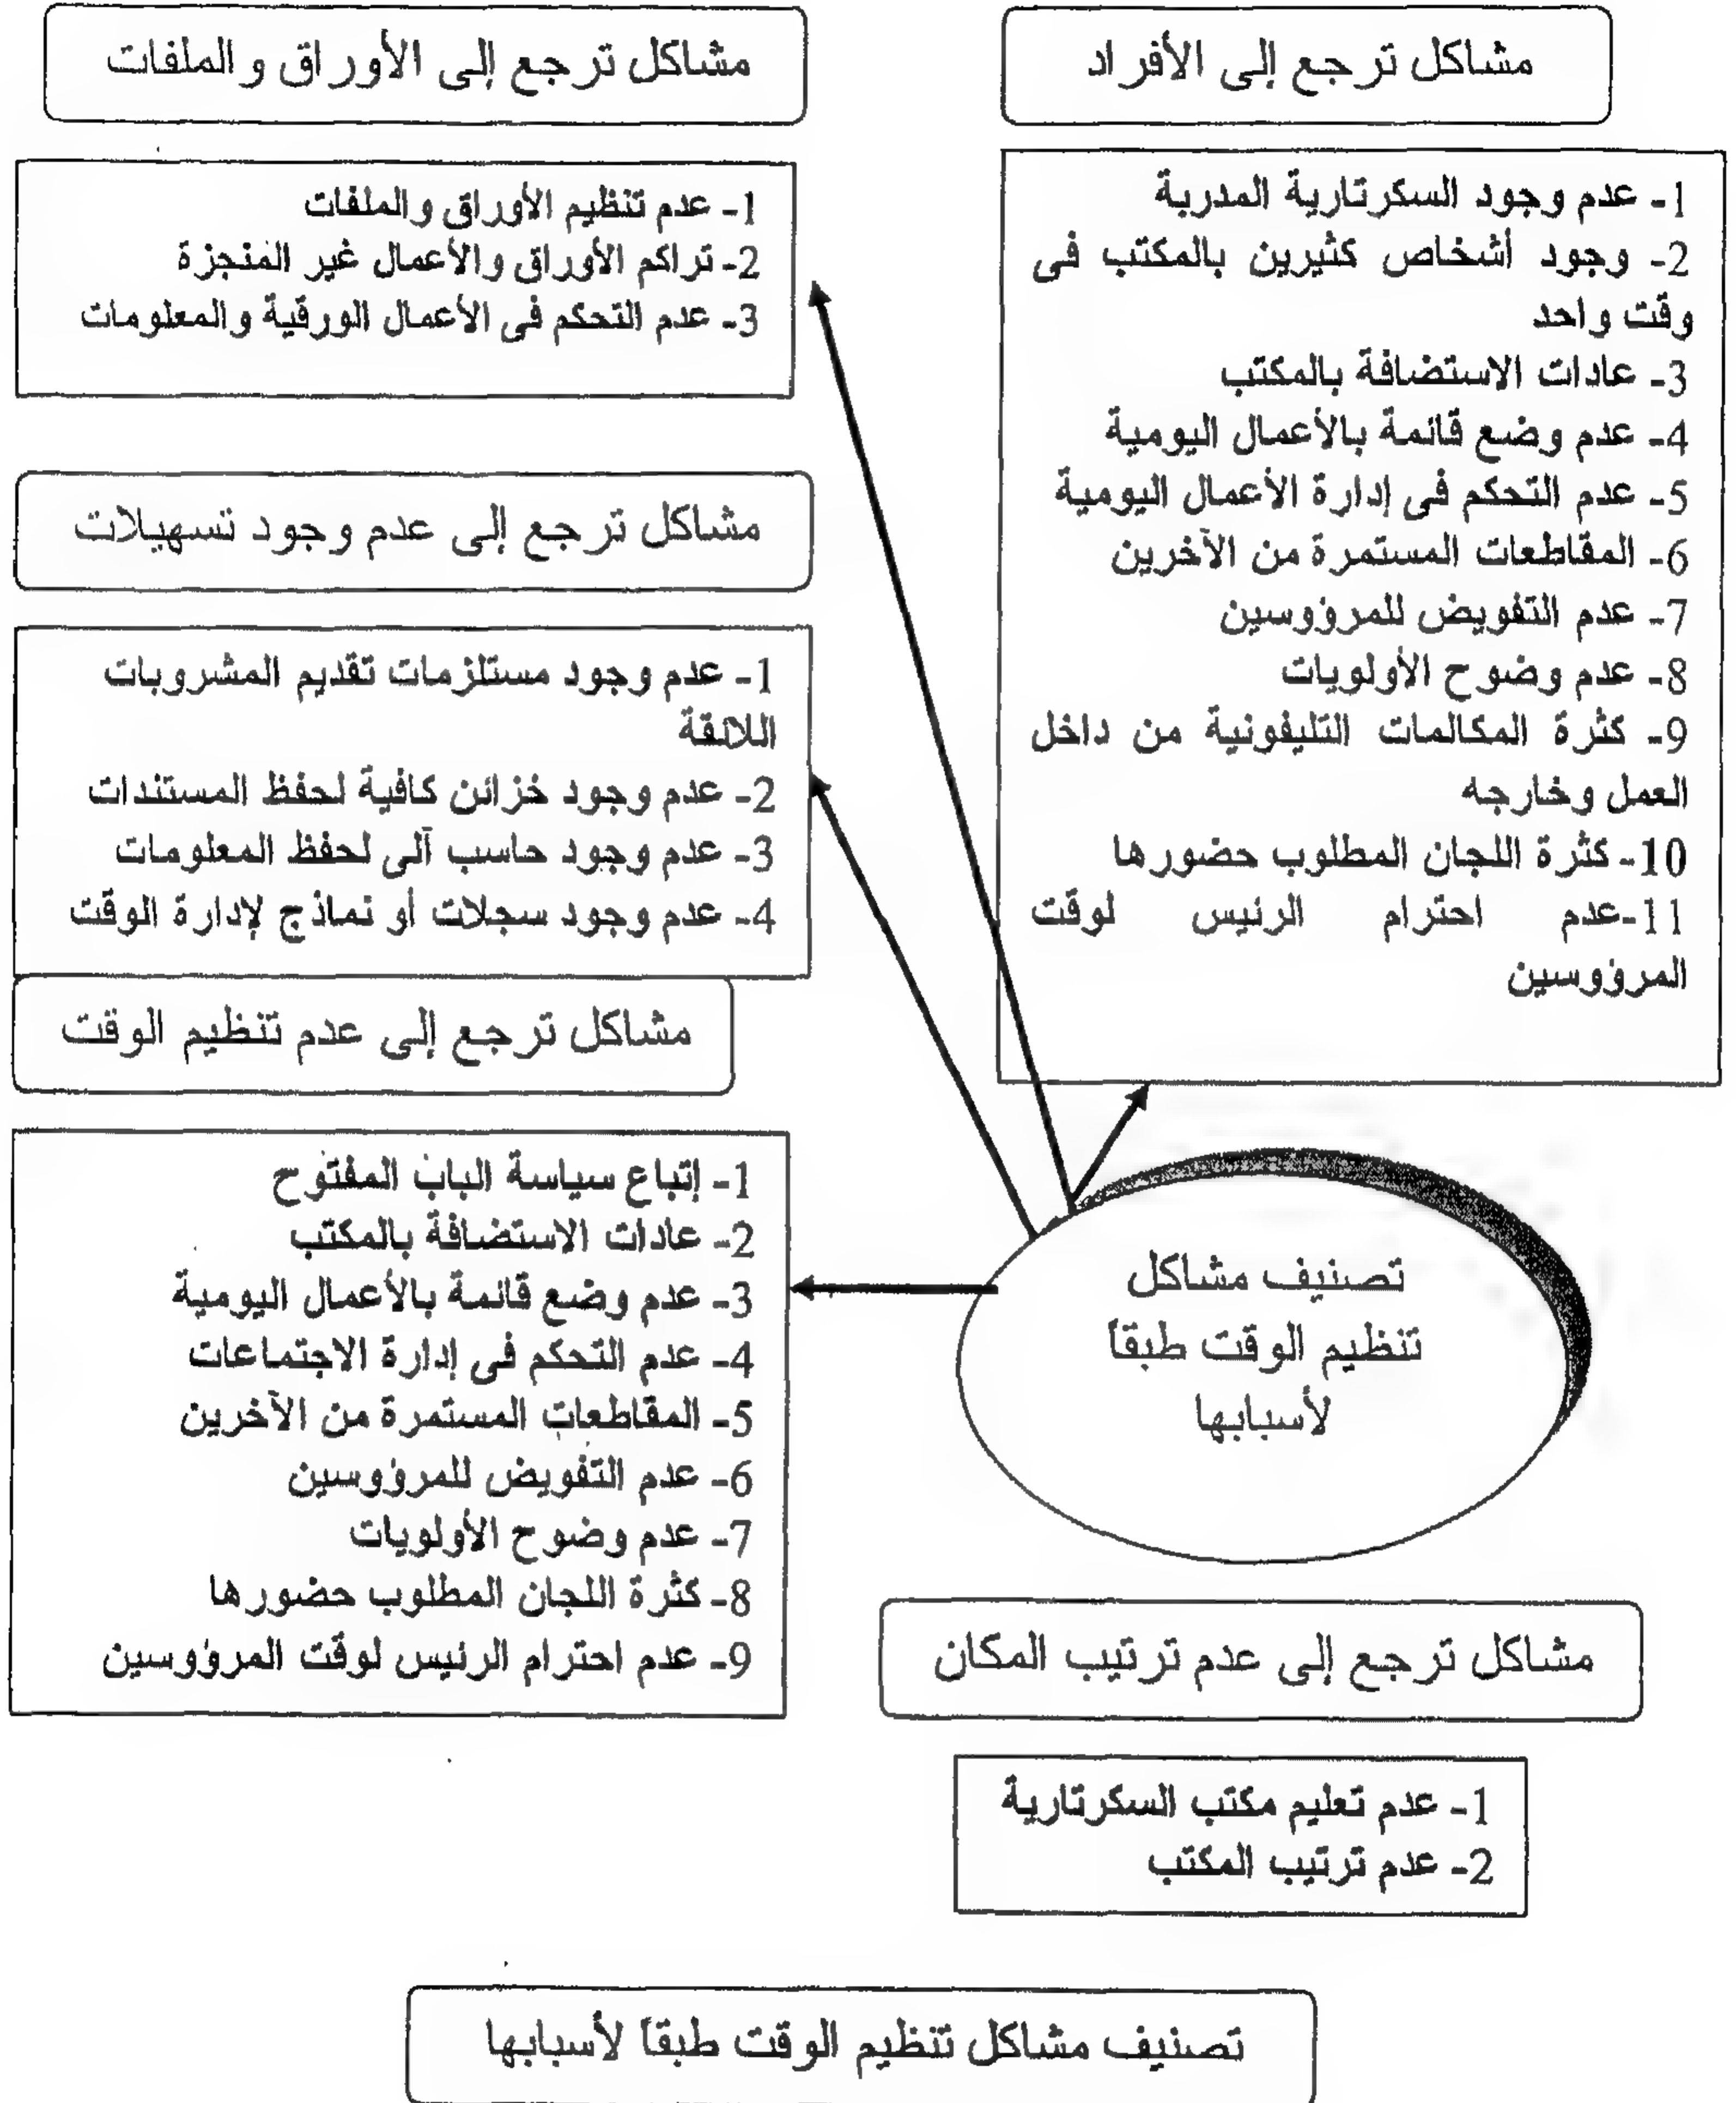 مشاكل ترجع إلى الأفراد
1- عدم وجود السكرتارية المدربة
2- وجود أشخاص كثيرين بالمكتب فى
وقت واحد
3- عادات الاستضافة بالمكتب
4- عدم وضع قائمة بالأعمال اليومية
5- عدم التحكم فى إدارة الأعمال اليومية
6- المقاطعات المستمرة من الآخرين
7- عدم التفويض للمرؤوسين
8- عدم وضوح الأولويات
9- كثرة المكالمات التليفونية من داخل
العمل وخارجه
10- كثرة اللجان المطلوب حضورها
11-عدم احترام الرئيس لوقت
المرؤوسين
مشاكل ترجع إلى الأوراق والملفات
1- عدم تنظيم الأوراق والملفات
2- تراكم الأوراق والأعمال غير المنجزة
3- عدم التحكم فى الأعمال الورقية والمعلومات
مشاكل ترجع إلى عدم وجود تسهيلات
1- عدم وجود مستلزمات تقديم المشروبات
اللائقة
2- عدم وجود خزائن كافية لحفظ المستندات
3- عدم وجود حاسب آلى لحفظ المعلومات
4- عدم وجود سجلات أو نماذج لإدارة الوقت
مشاكل ترجع إلى عدم تنظيم الوقت
1- إتباع سياسة الباب المفتوح
2- عادات الاستضافة بالمكتب
3- عدم وضع قائمة بالأعمال اليومية
4- عدم التحكم فى إدارة الاجتماعات
5- المقاطعات المستمرة من الآخرين
6- عدم التفويض للمرؤوسين
7- عدم وضوح الأولويات
8- كثرة اللجان المطلوب حضورها
9- عدم احترام الرئيس لوقت المرؤوسين
تصنيف مشاكل
تنظيم الوقت طبقاً
لأسبابها
مشاكل ترجع إلى عدم ترتيب المكان
1- عدم تعليم مكتب السكرتارية
2- عدم ترتيب المكتب
تصنيف مشاكل تنظيم الوقت طبقاً لأسبابها